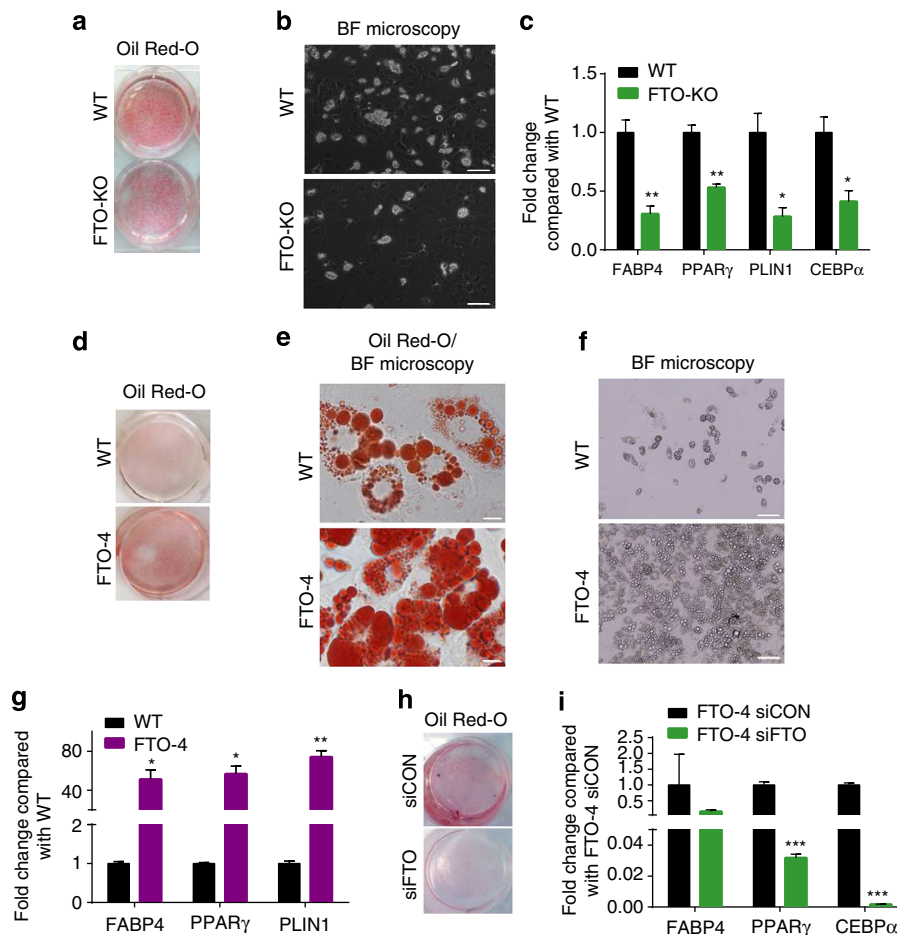 a
Oil Red-O
WT
FTO-KO
b
BF microscopy
WT
FTO-KO
c
WT
FTO-KO
Fold change
compared with WT
1.5
1.0
0.5
0.0
**
**
*
*
FABP4 PPARγ PLIN1 CEBPα
d
Oil Red-O
WT
FTO-4
e
Oil Red-O/
BF microscopy
WT
FTO-4
f
BF microscopy
WT
FTO-4
g
WT
FTO-4
Fold change compared
with WT
80
40
2
1
0
*
*
**
FABP4 PPARγ PLIN1
h
Oil Red-O
siCON
siFTO
i
FTO-4 siCON
FTO-4 siFTO
Fold change compared
with FTO-4 siCON
2.5
2.0
1.5
1.0
0.5
0.04
0.02
0.00
***
***
FABP4 PPARγ CEBPα